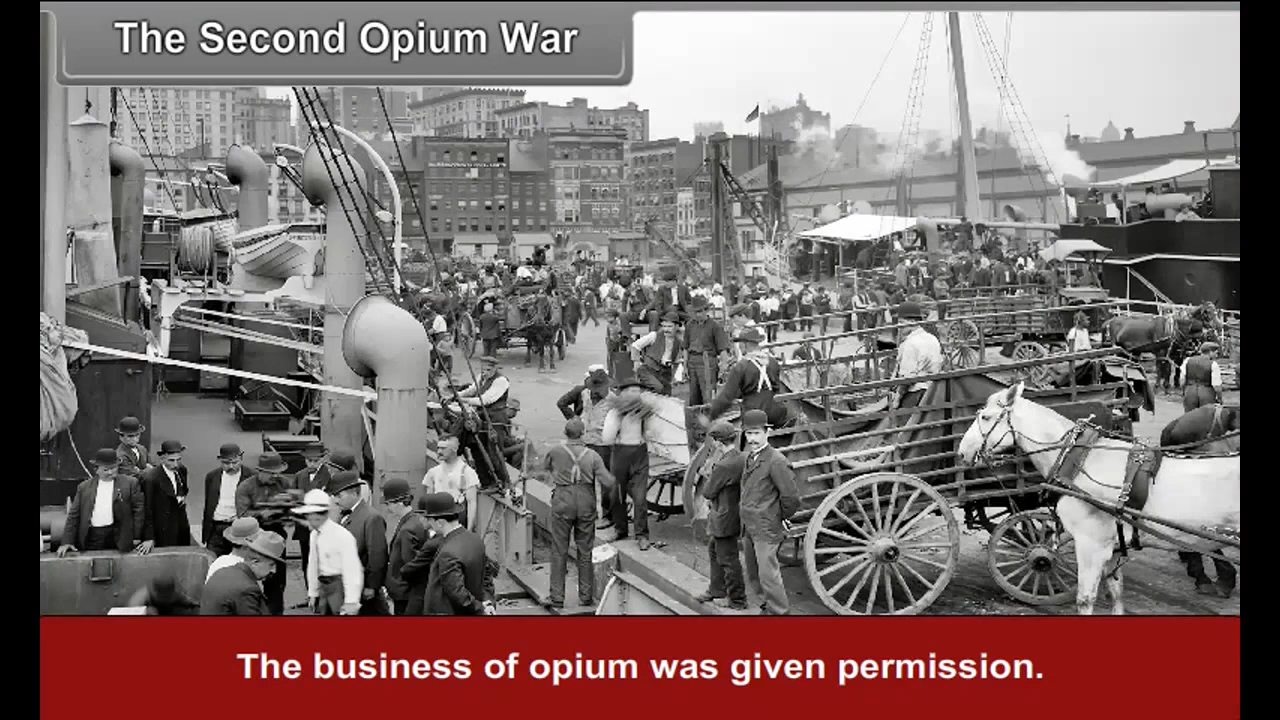 The Second Opium War
The business of opium was given permission.